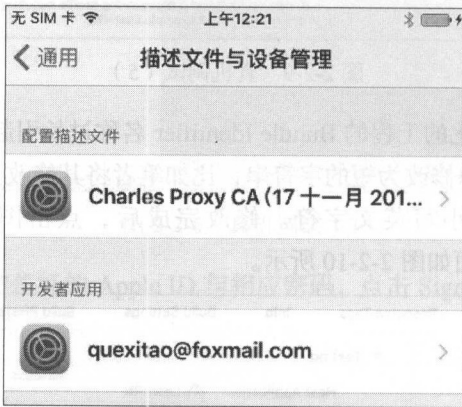 无 SIM 卡 上午12:21
通用 描述文件与设备管理
配置描述文件
Charles Proxy CA (17 十一月 201...
开发者应用
quexitao@foxmail.com